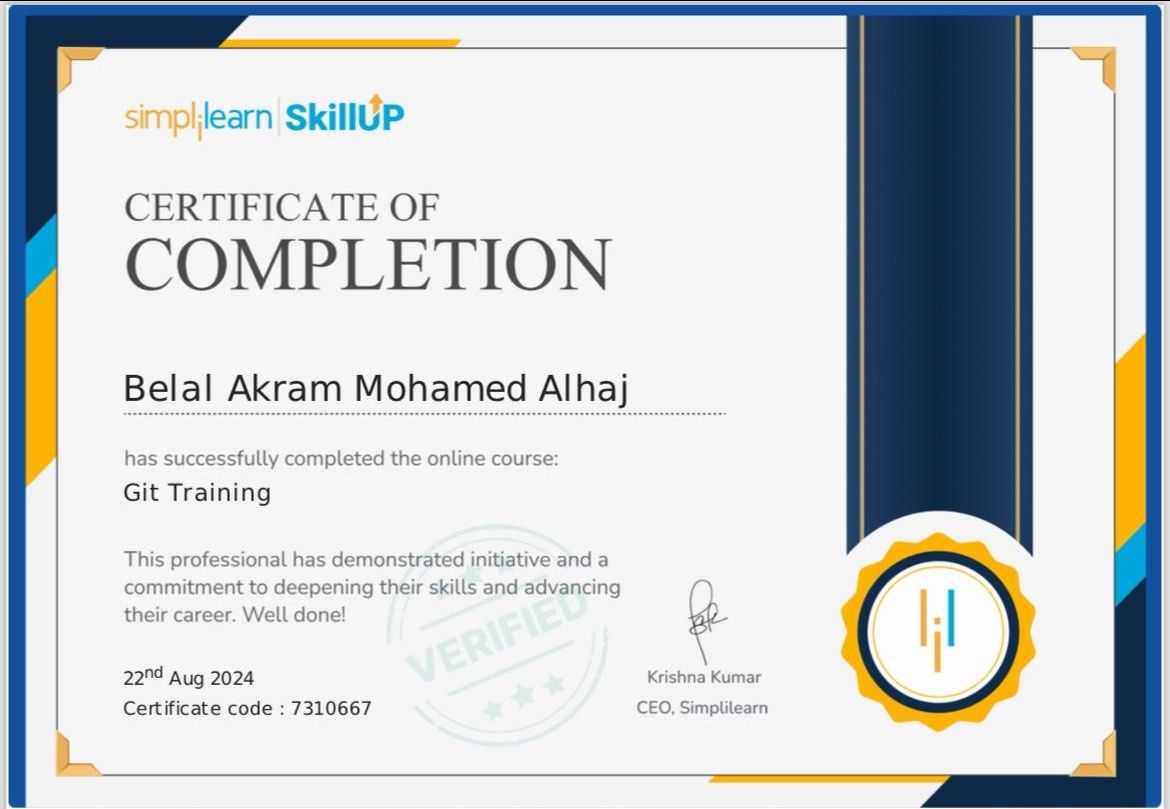 simplilearn | SkillUP
CERTIFICATE OF
COMPLETION
Belal Akram Mohamed Alhaj
has successfully completed the online course:
Git Training
This professional has demonstrated initiative and a
commitment to deepening their skills and advancing
their career. Well done!
VERIFIED
22nd Aug 2024
Certificate code : 7310667
Krishna Kumar
CEO, Simplilearn